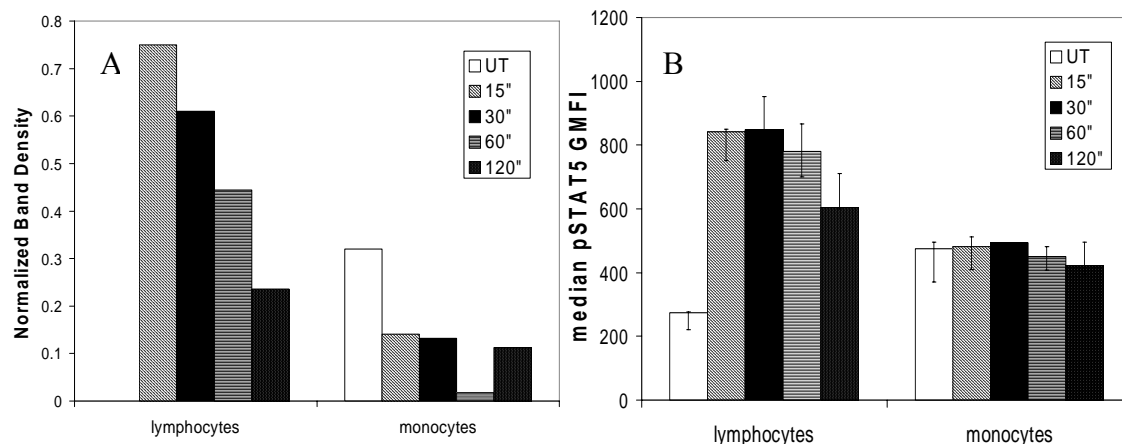 A
Normalized Band Density
0.8
0.7
0.6
0.5
0.4
0.3
0.2
0.1
0
UT
15"
30"
60"
120"
lymphocytes
monocytes
B
median pSTAT5 GMFI
1200
1000
800
600
400
200
0
UT
15"
30"
60"
120"
lymphocytes
monocytes